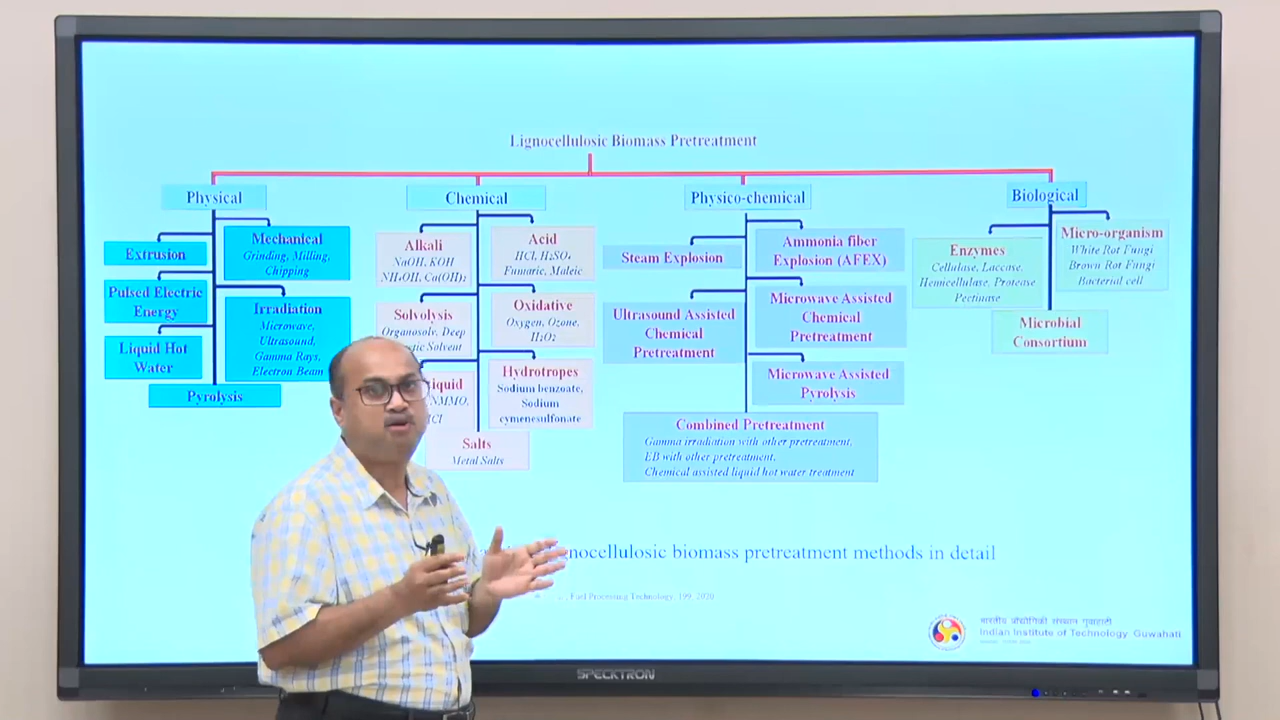 Lignocellulosic Biomass Pretreatment
Physical
Extrusion
Mechanical
Grinding, Milling,
Chipping
Pulsed Electric
Energy
Irradiation
Microwave,
Ultrasound,
Gamma Rays,
Electron Beam
Liquid Hot
Water
Pyrolysis
Chemical
Alkali
NaOH, KOH
NH₄OH, Ca(OH)₂
Acid
HCl, H₂SO₄
Fumaric, Maleic
Solvolysis
Organosolv, Deep
Solvent
Oxidative
Oxygen, Ozone,
H₂O₂
NMMO,
Hydrotropes
Sodium benzoate,
Sodium
cymenesulfonate
Salts
Metal Salts
Physico-chemical
Steam Explosion
Ammonia fiber
Explosion (AFEX)
Ultrasound Assisted
Chemical
Pretreatment
Microwave Assisted
Chemical
Pretreatment
Microwave Assisted
Pyrolysis
Combined Pretreatment
Gamma irradiation with other pretreatment,
EB with other pretreatment,
Chemical assisted liquid hot water treatment
Biological
Enzymes
Cellulase, Laccase,
Hemicellulase, Protease
Pectinase
Micro-organism
White Rot Fungi
Brown Rot Fungi
Bacterial cell
Microbial
Consortium
biomass pretreatment methods in detail
Fuel Processing Technology, 199, 2020
भारतीय प्रौद्योगिकी संस्थान गुवाहाटी
Indian Institute of Technology Guwahati
SPECKTRON